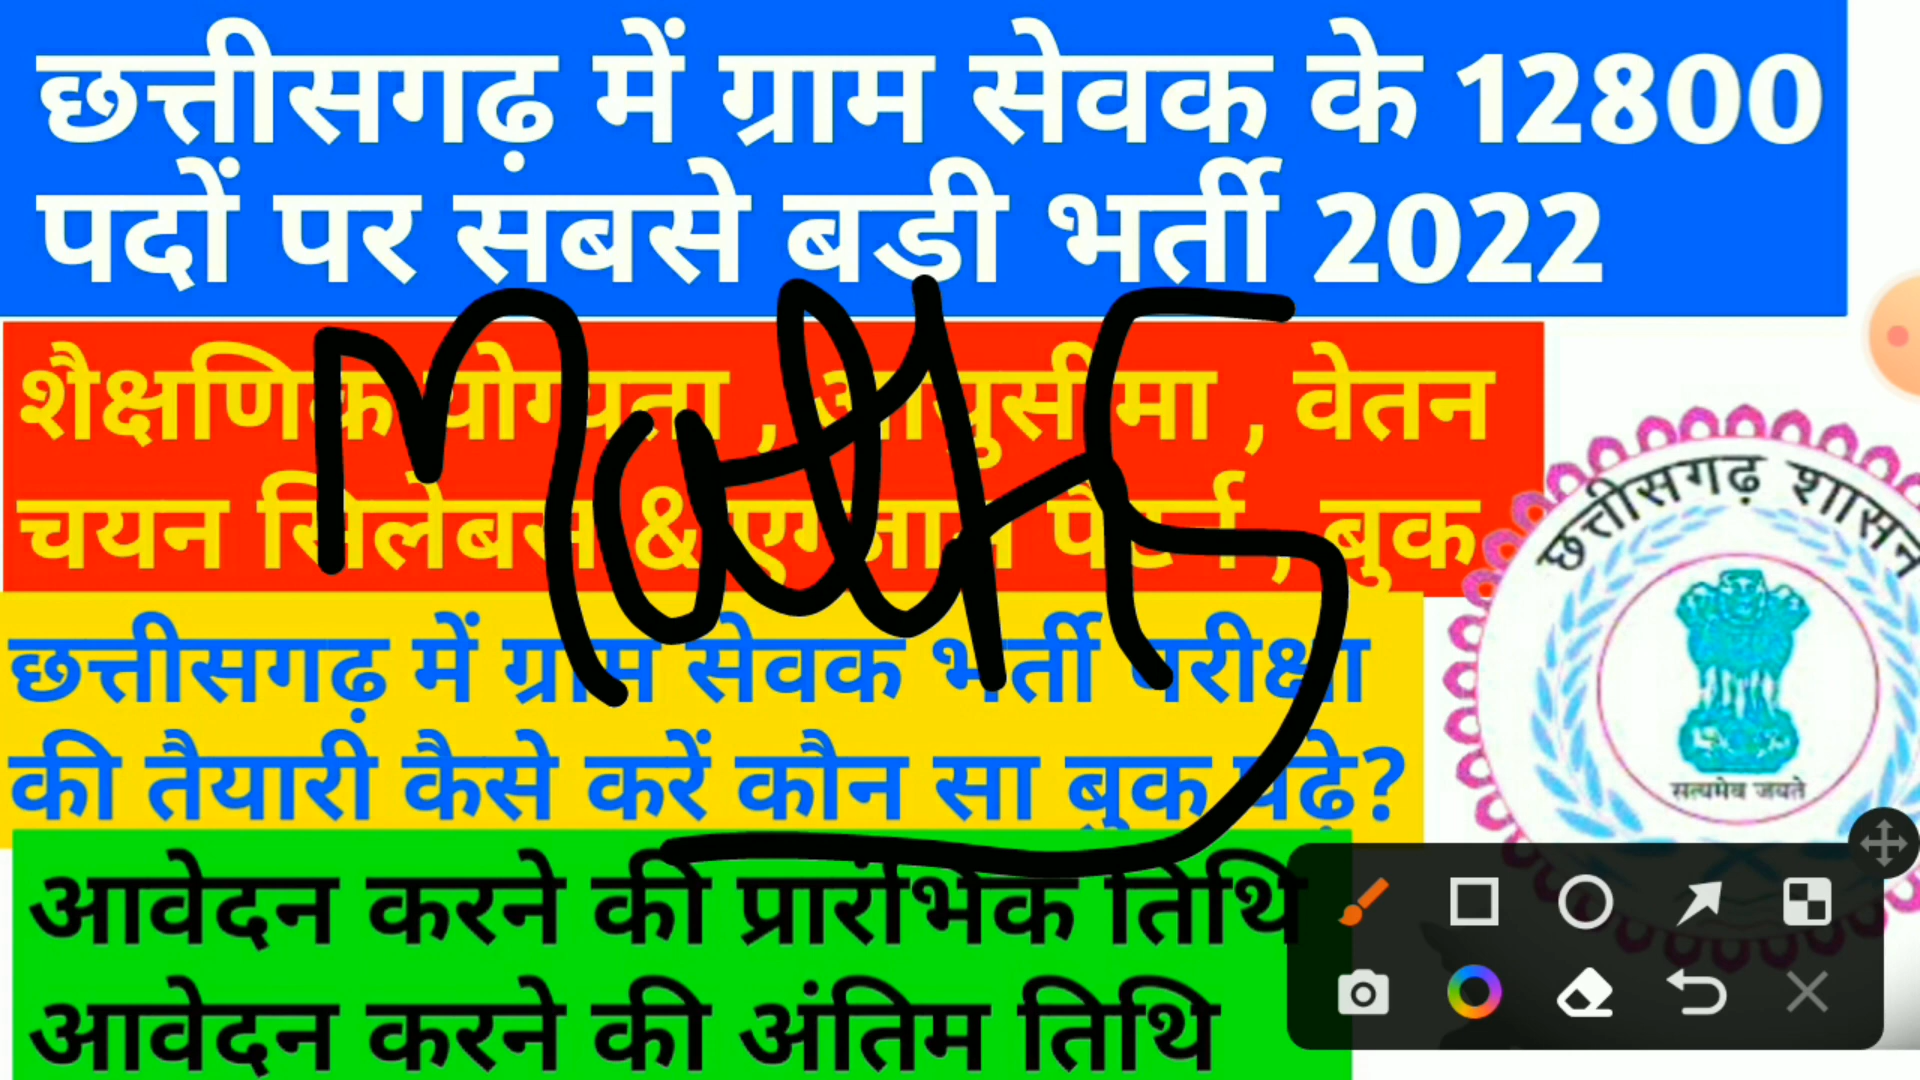 छत्तीसगढ़ में ग्राम सेवक के 12800
पदों पर सबसे बडी भर्ती 2022
शैक्षणिक योग्यता , आयुसीमा , वेतन
चयन सिलेबस & एग्जाम पैटर्न , बुक
Maths
छत्तीसगढ़ में ग्राम सेवक भर्ती परीक्षा
की तैयारी कैसे करें कौन सा बुक पढ़े?
आवेदन करने की प्रारंभिक तिथि
आवेदन करने की अंतिम तिथि
छत्तीसगढ़ शासन
सत्यमेव जयते